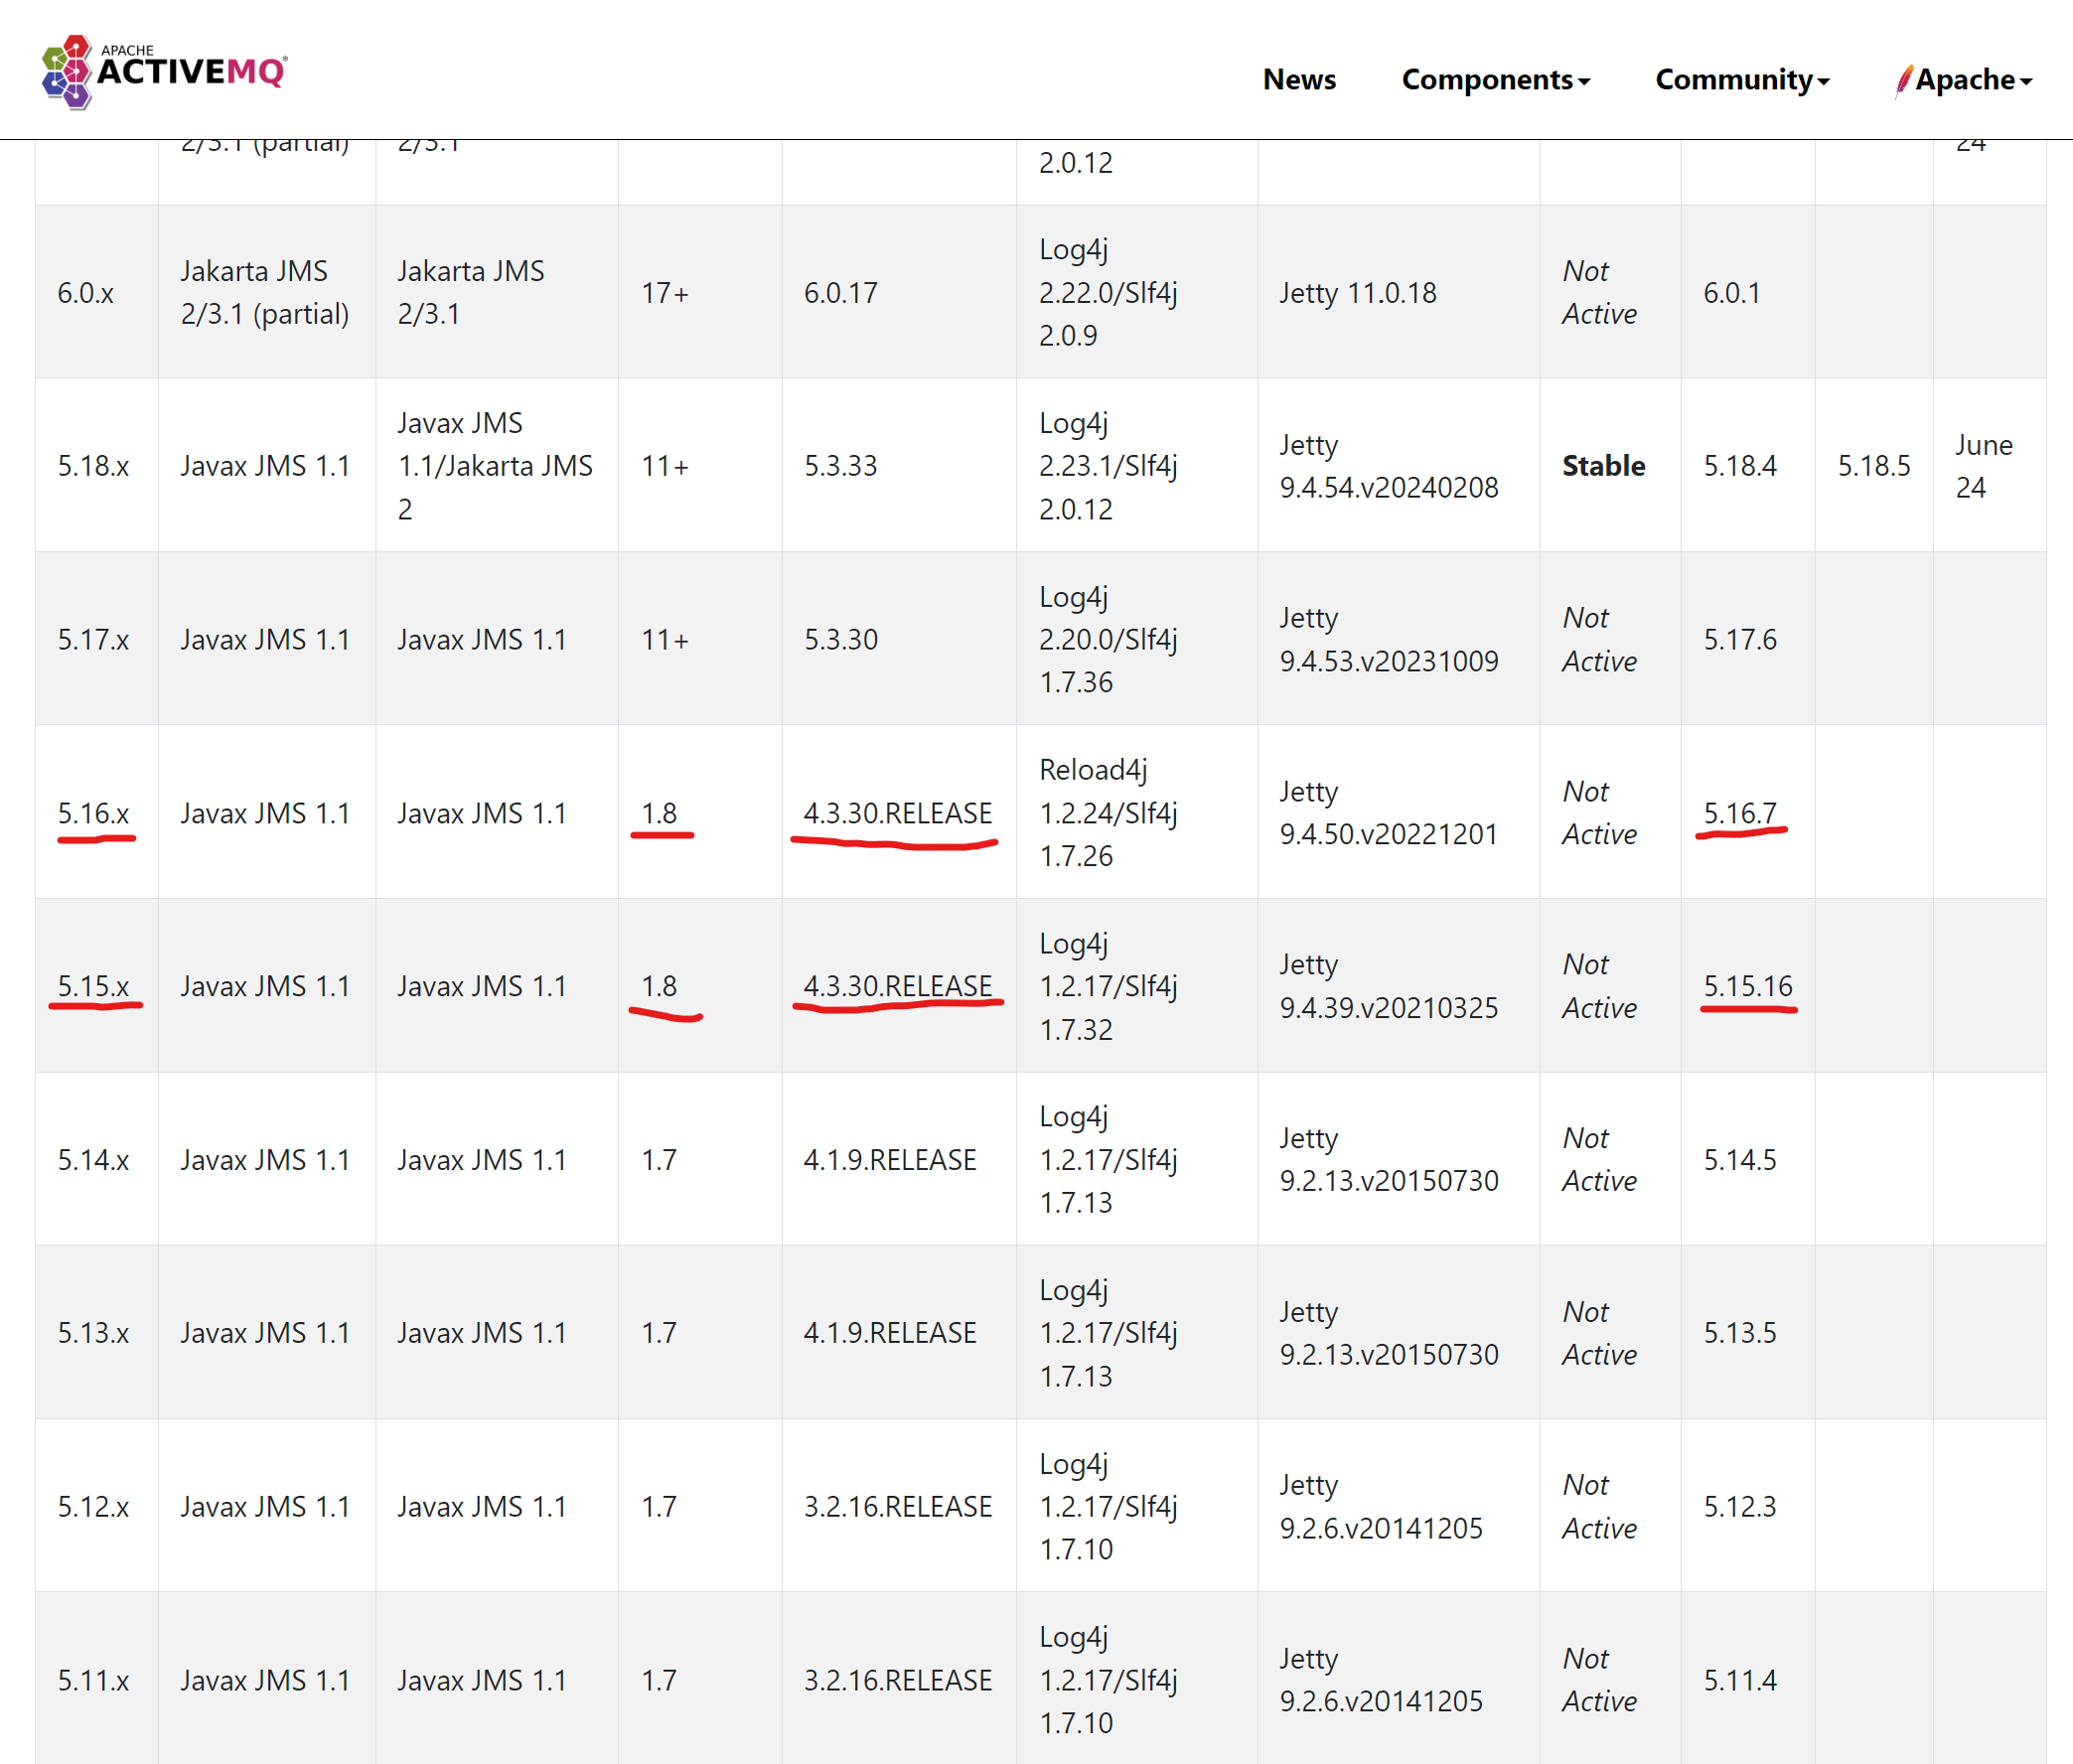 APACHE
ACTIVEMQ®
News Components Community Apache
2/3.1 (partial) 2/3.1 2.0.12 24
6.0.x
Jakarta JMS
2/3.1 (partial)
Jakarta JMS
2/3.1
17+
6.0.17
Log4j
2.22.0/Slf4j
2.0.9
Jetty 11.0.18
Not
Active
6.0.1
5.18.x
Javax JMS 1.1
Javax JMS
1.1/Jakarta JMS
2
11+
5.3.33
Log4j
2.23.1/Slf4j
2.0.12
Jetty
9.4.54.v20240208
Stable
5.18.4
5.18.5
June
24
5.17.x
Javax JMS 1.1
Javax JMS 1.1
11+
5.3.30
Log4j
2.20.0/Slf4j
1.7.36
Jetty
9.4.53.v20231009
Not
Active
5.17.6
5.16.x
Javax JMS 1.1
Javax JMS 1.1
1.8
4.3.30.RELEASE
Reload4j
1.2.24/Slf4j
1.7.26
Jetty
9.4.50.v20221201
Not
Active
5.16.7
5.15.x
Javax JMS 1.1
Javax JMS 1.1
1.8
4.3.30.RELEASE
Log4j
1.2.17/Slf4j
1.7.32
Jetty
9.4.39.v20210325
Not
Active
5.15.16
5.14.x
Javax JMS 1.1
Javax JMS 1.1
1.7
4.1.9.RELEASE
Log4j
1.2.17/Slf4j
1.7.13
Jetty
9.2.13.v20150730
Not
Active
5.14.5
5.13.x
Javax JMS 1.1
Javax JMS 1.1
1.7
4.1.9.RELEASE
Log4j
1.2.17/Slf4j
1.7.13
Jetty
9.2.13.v20150730
Not
Active
5.13.5
5.12.x
Javax JMS 1.1
Javax JMS 1.1
1.7
3.2.16.RELEASE
Log4j
1.2.17/Slf4j
1.7.10
Jetty
9.2.6.v20141205
Not
Active
5.12.3
5.11.x
Javax JMS 1.1
Javax JMS 1.1
1.7
3.2.16.RELEASE
Log4j
1.2.17/Slf4j
1.7.10
Jetty
9.2.6.v20141205
Not
Active
5.11.4